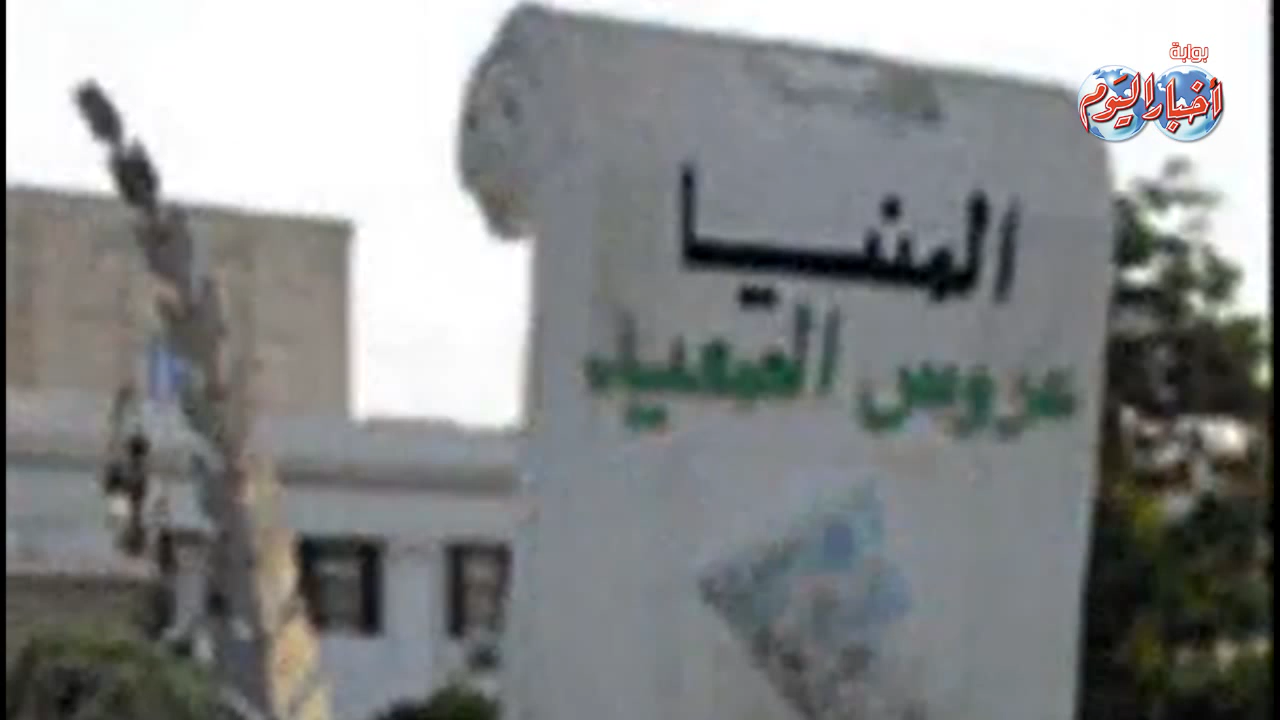 بوابة
أخبار اليوم
المنيا
عروس الصعيد